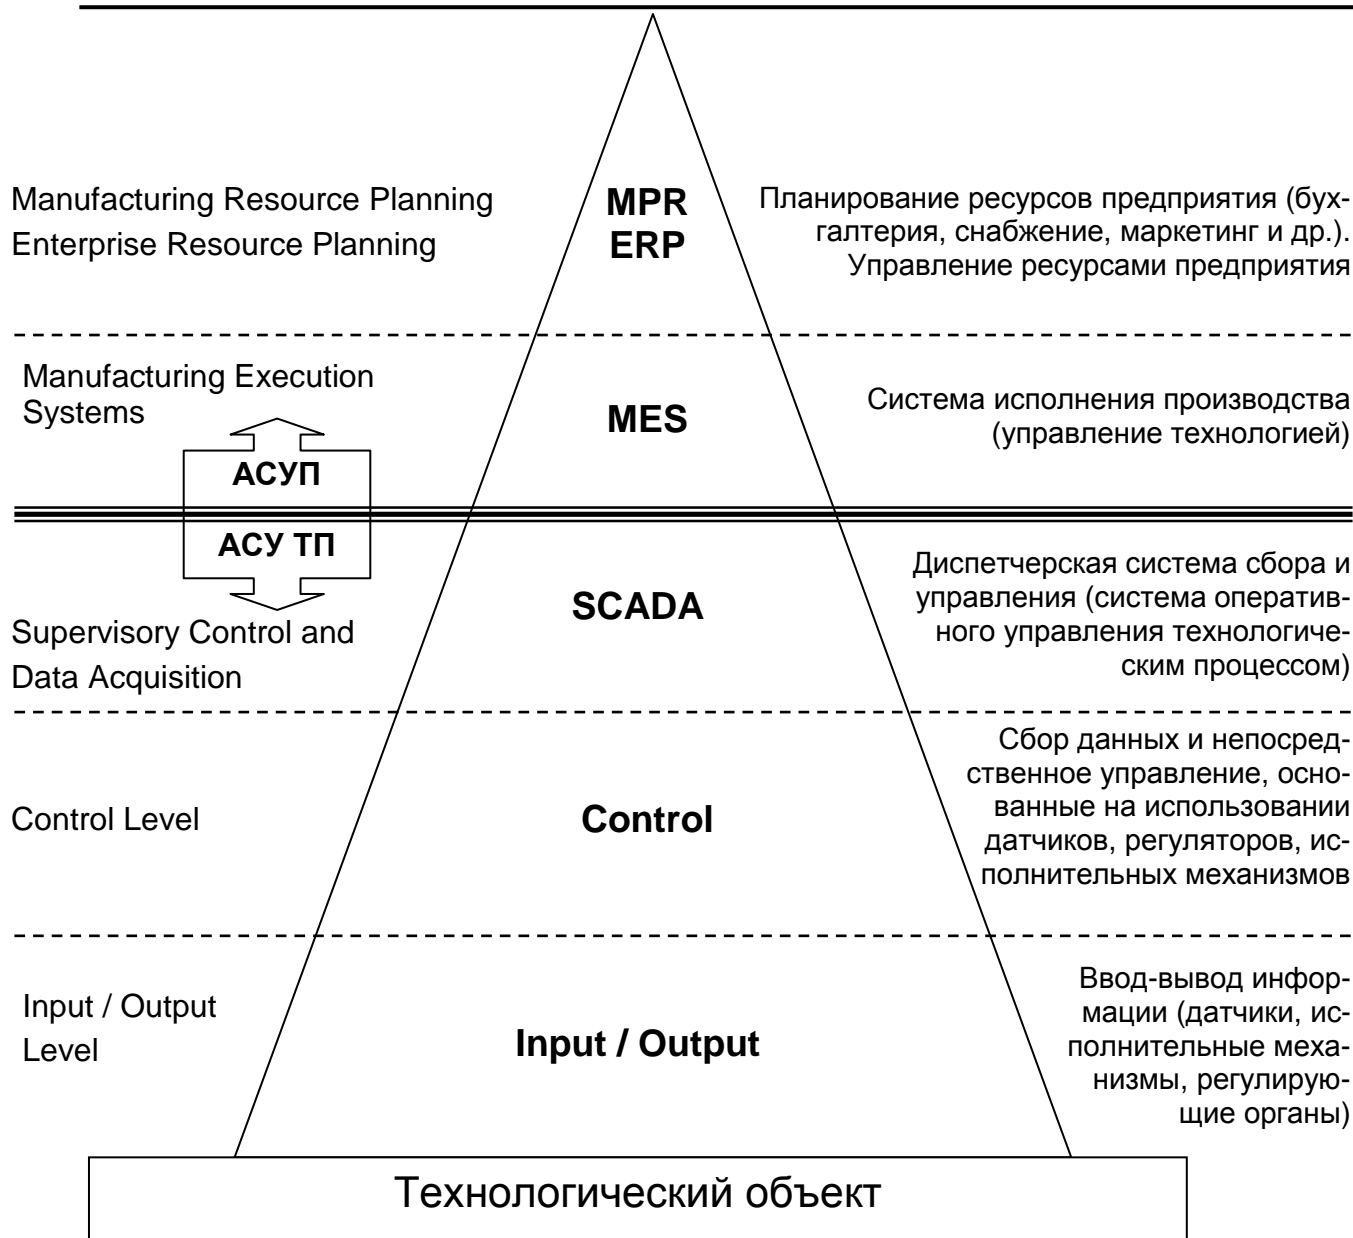 Manufacturing Resource Planning
Enterprise Resource Planning
MPR
ERP
Планирование ресурсов предприятия (бух-
галтерия, снабжение, маркетинг и др.).
Управление ресурсами предприятия
Manufacturing Execution
Systems
MES
Система исполнения производства
(управление технологией)
АСУП
АСУ ТП
Supervisory Control and
Data Acquisition
SCADA
Диспетчерская система сбора и
управления (система оператив-
ного управления технологиче-
ским процессом)
Control Level
Control
Сбор данных и непосред-
ственное управление, осно-
ванные на использовании
датчиков, регуляторов, ис-
полнительных механизмов
Input / Output
Level
Input / Output
Ввод-вывод инфор-
мации (датчики, ис-
полнительные меха-
низмы, регулирую-
щие органы)
Технологический объект